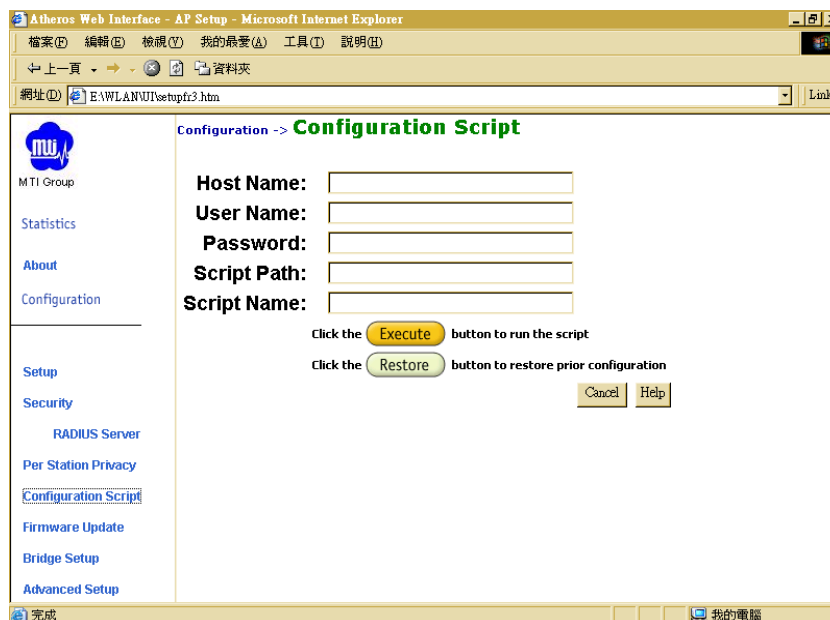 Atheros Web Interface - AP Setup - Microsoft Internet Explorer
檔案(F) 編輯(E) 檢視(V) 我的最愛(A) 工具(T) 說明(H)
上一頁 資料夾
網址(D) E:\WLAN\UI\setupfr3.htm Link
MTI Group
Statistics
About
Configuration
Setup
Security
RADIUS Server
Per Station Privacy
Configuration Script
Firmware Update
Bridge Setup
Advanced Setup
Configuration -> Configuration Script
Host Name:
User Name:
Password:
Script Path:
Script Name:
Click the Execute button to run the script
Click the Restore button to restore prior configuration
Cancel Help
完成 我的電腦